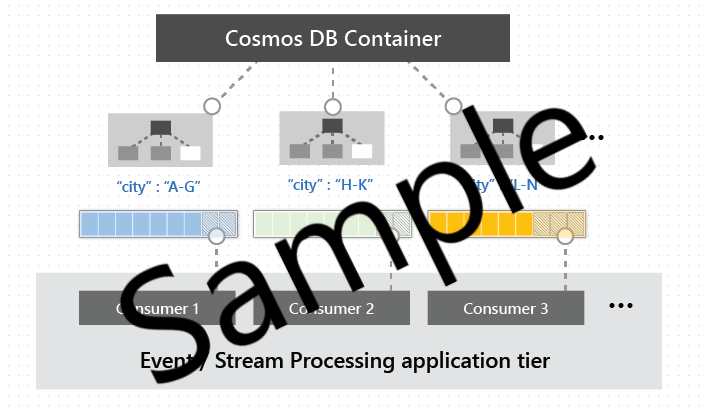 Cosmos DB Container
...
“city” : “A-G”
“city” : “H-K”
“city” : “L-N
Consumer 1
Consumer 2
Consumer 3
...
Event / Stream Processing application tier
Sample